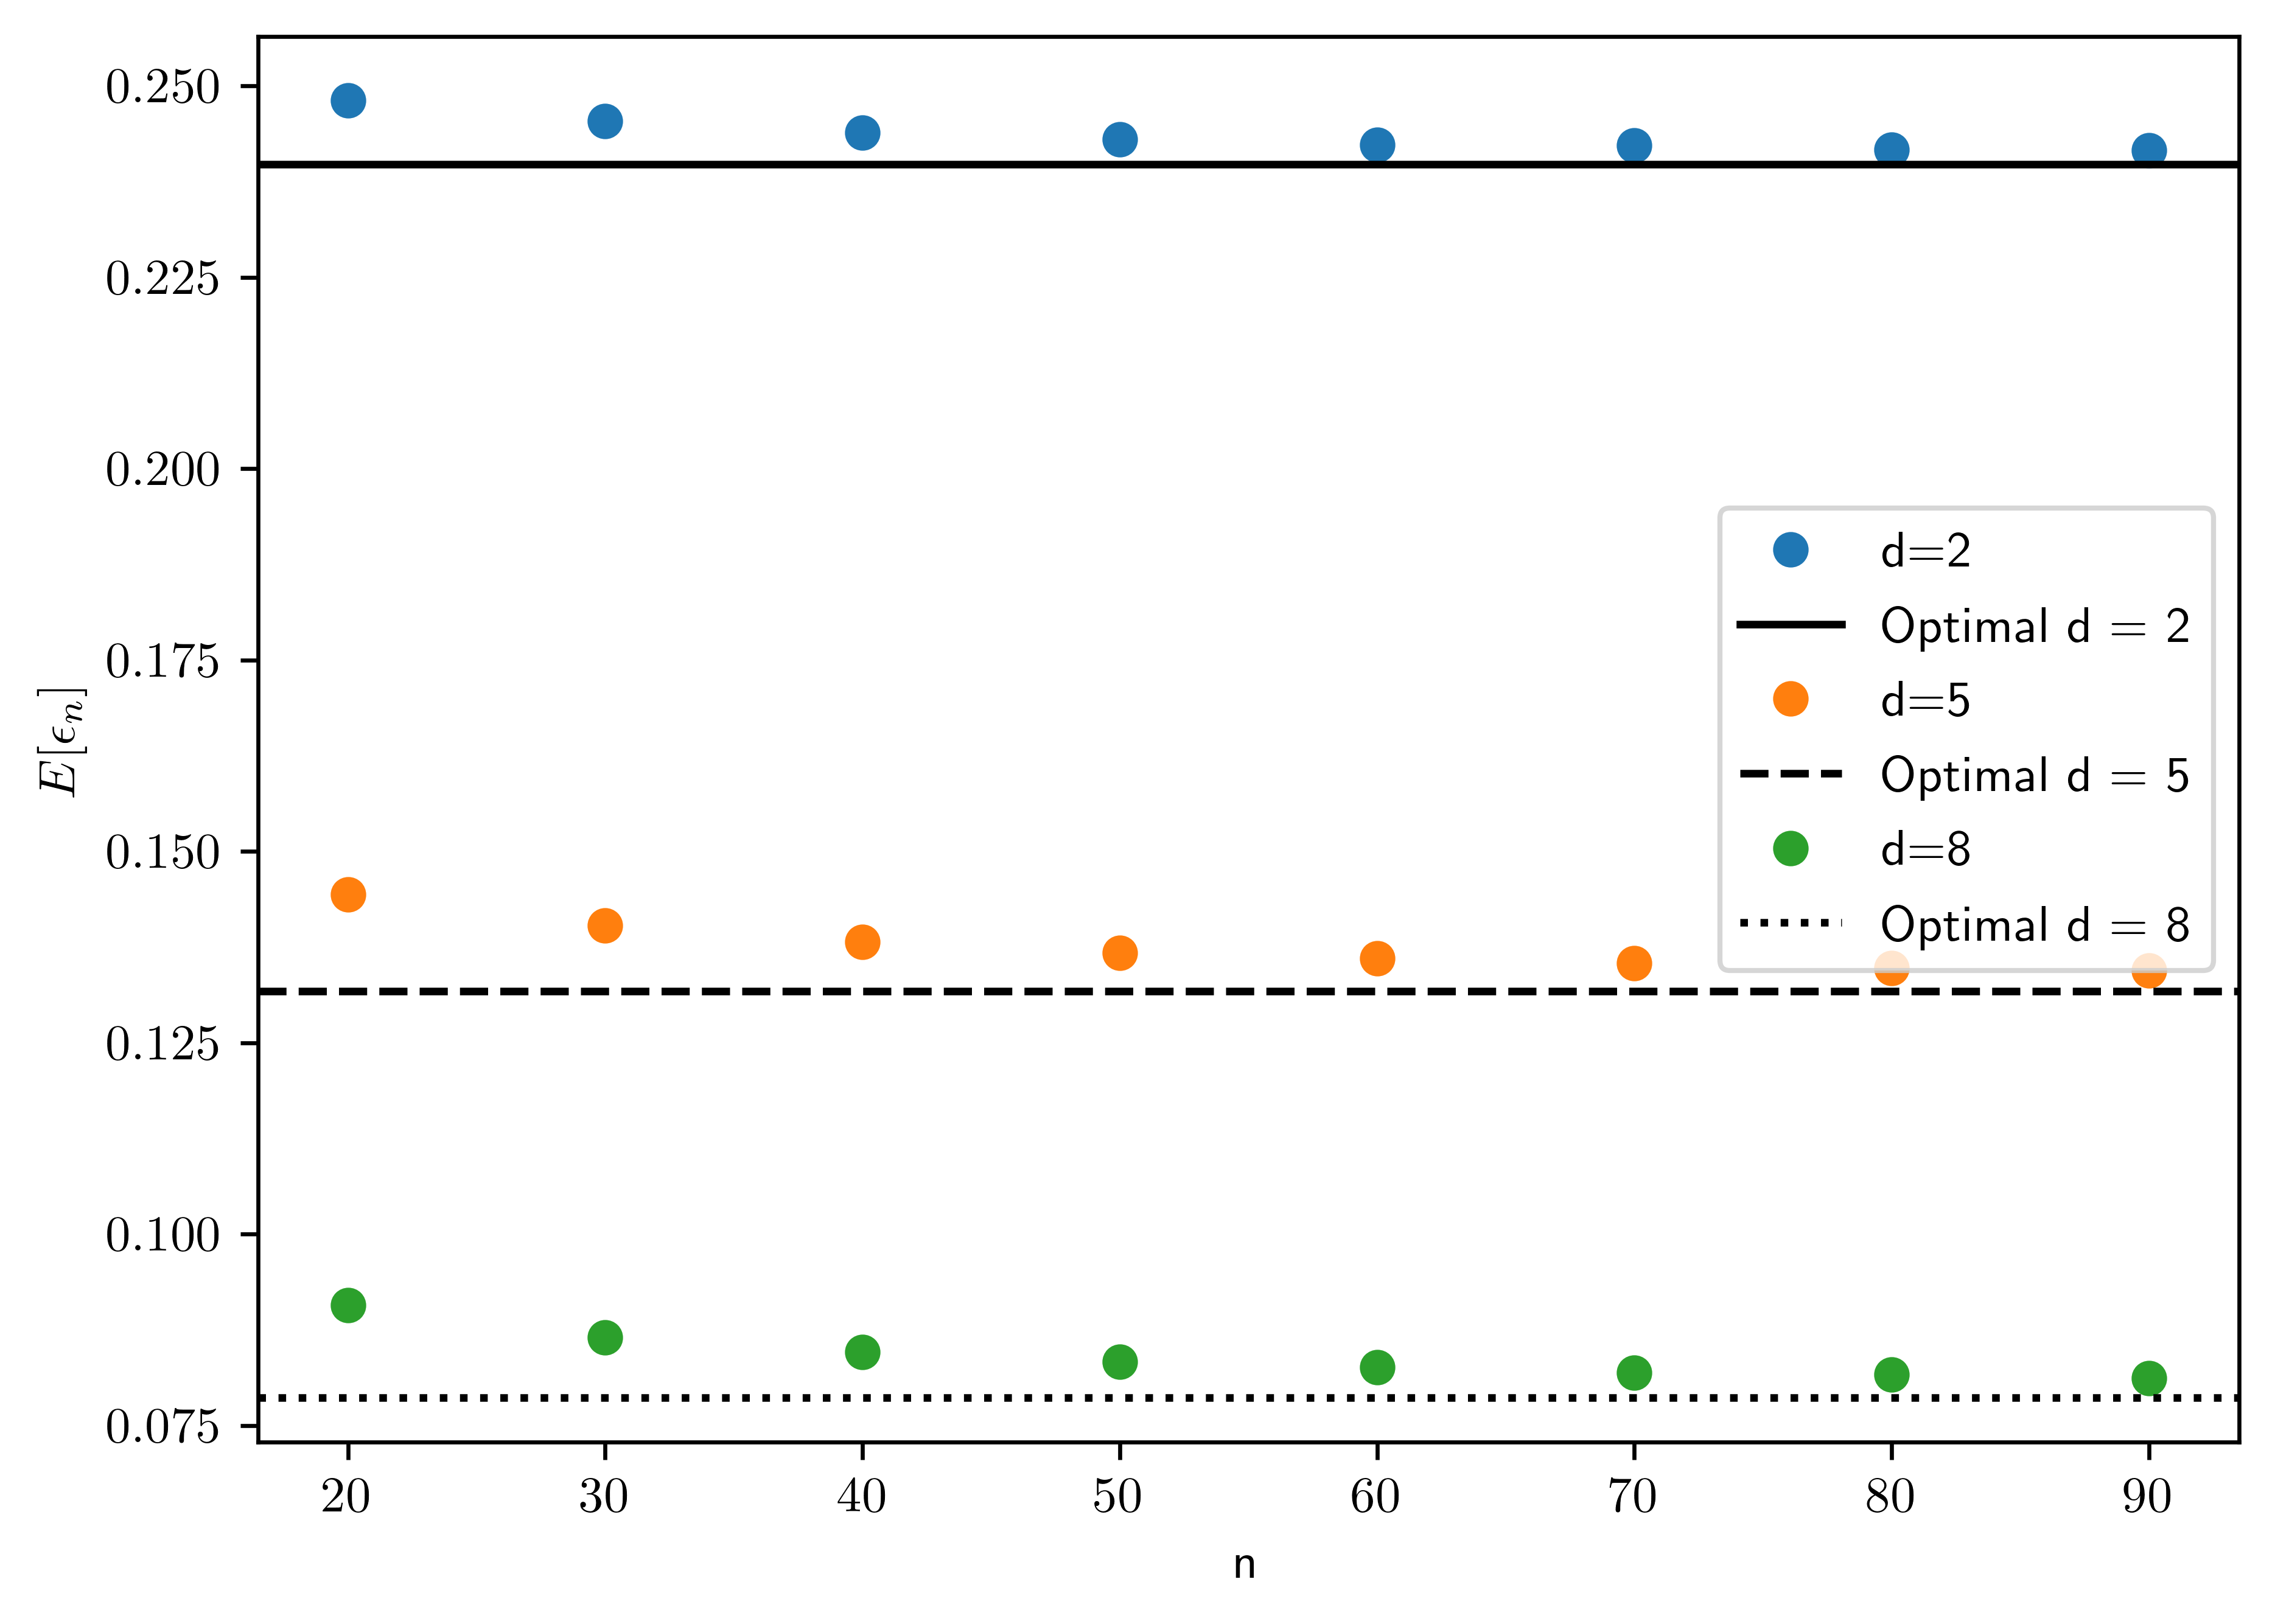 0.250
0.225
0.200
0.175
0.150
0.125
0.100
0.075
E[ϵn]
d=2
Optimal d = 2
d=5
Optimal d = 5
d=8
Optimal d = 8
20 30 40 50 60 70 80 90
n